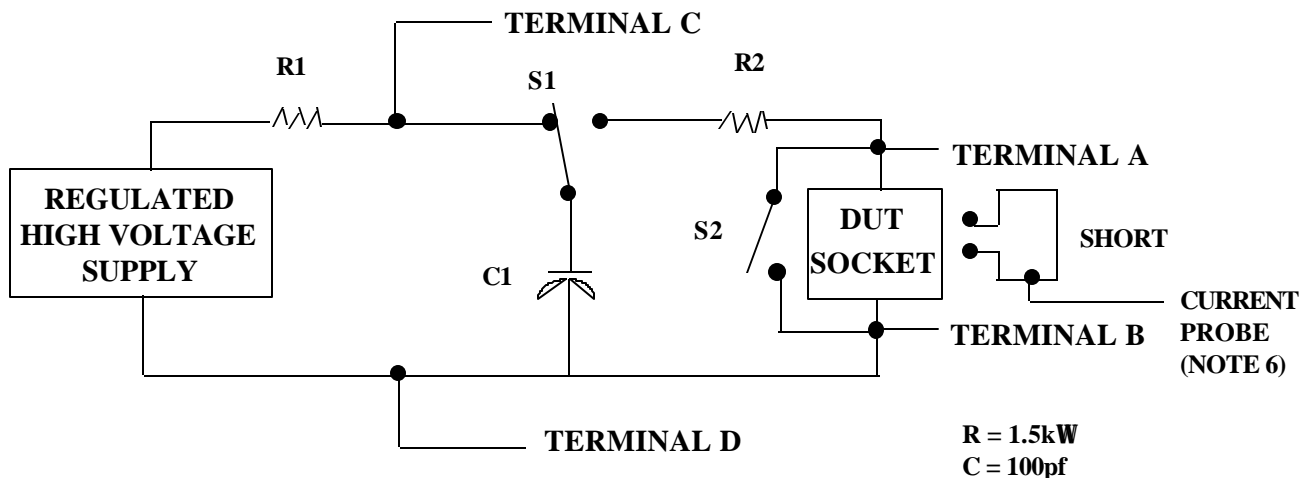 TERMINAL C
R1
S1
R2
TERMINAL A
REGULATED
HIGH VOLTAGE
SUPPLY
DUT
SOCKET
S2
SHORT
C1
CURRENT
PROBE
(NOTE 6)
TERMINAL B
TERMINAL D
R = 1.5kW
C = 100pf